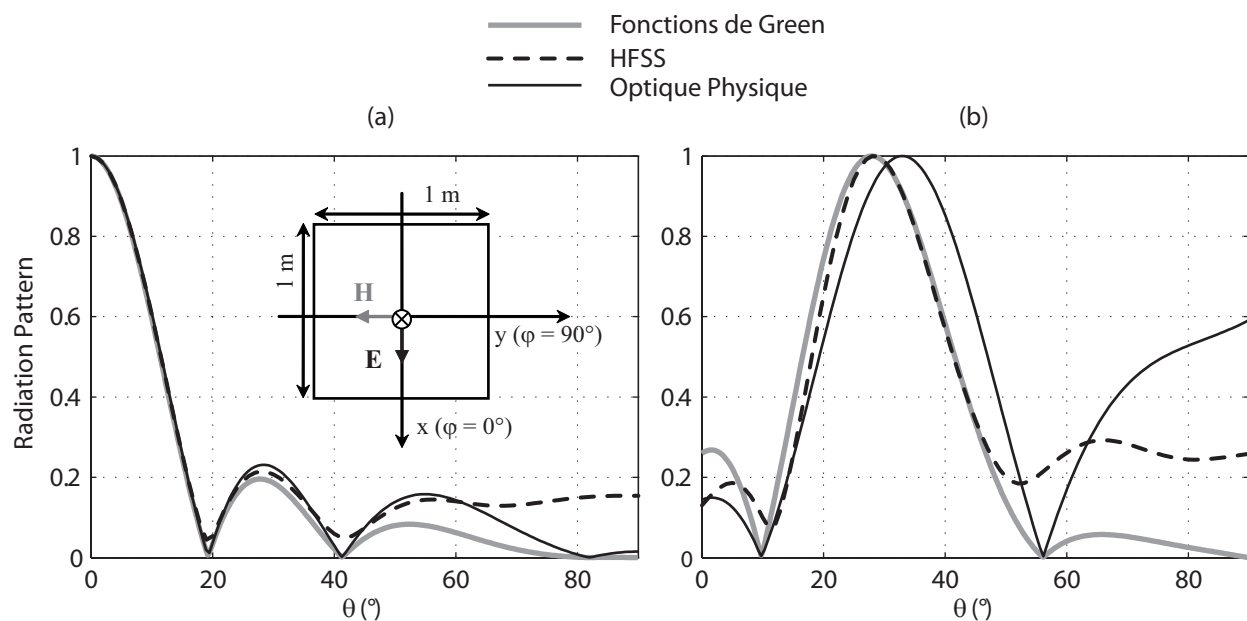 Fonctions de Green
HFSS
Optique Physique
(a)
(b)
Radiation Pattern
1
0.8
0.6
0.4
0.2
0
0
20
40
60
80
θ (°)
1 m
1 m
H
E
y (φ = 90°)
x (φ = 0°)
1
0.8
0.6
0.4
0.2
0
0
20
40
60
80
θ (°)